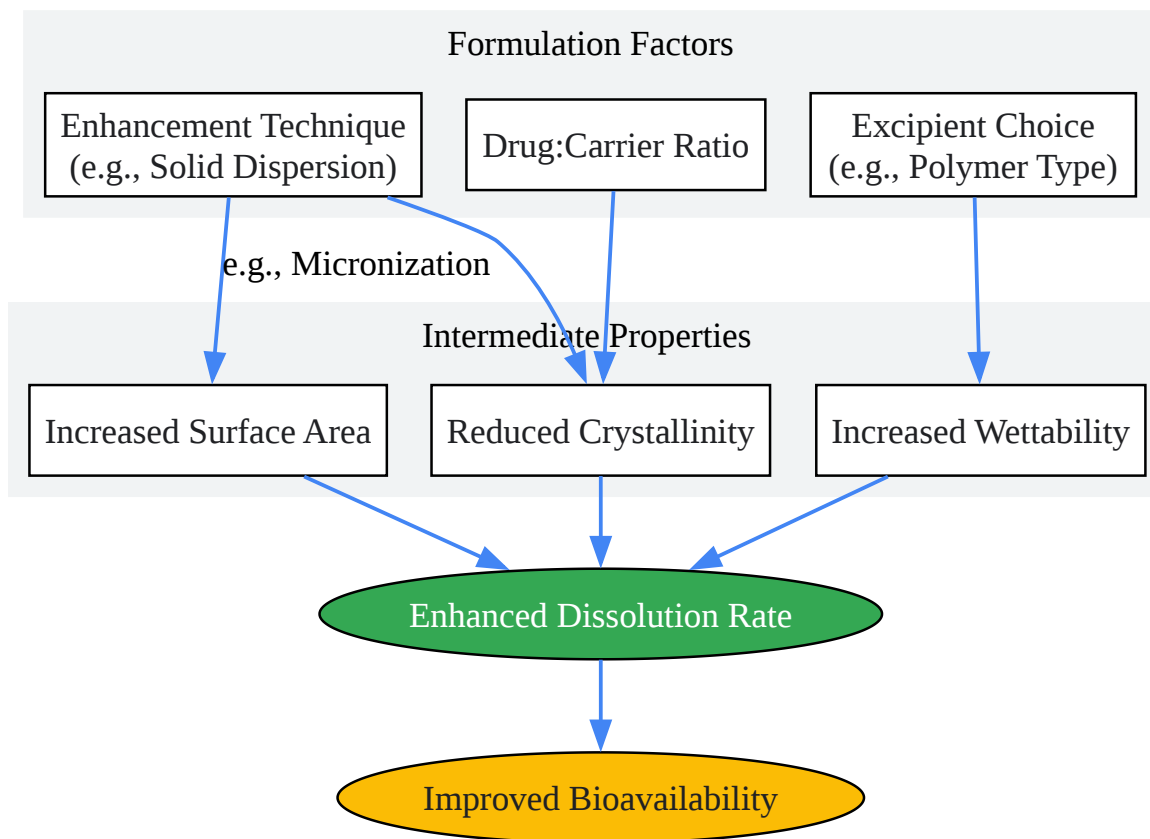 Formulation Factors
Enhancement Technique
(e.g., Solid Dispersion)
Drug:Carrier Ratio
Excipient Choice
(e.g., Polymer Type)
e.g., Micronization
Intermediate Properties
Increased Surface Area
Reduced Crystallinity
Increased Wettability
Enhanced Dissolution Rate
Improved Bioavailability